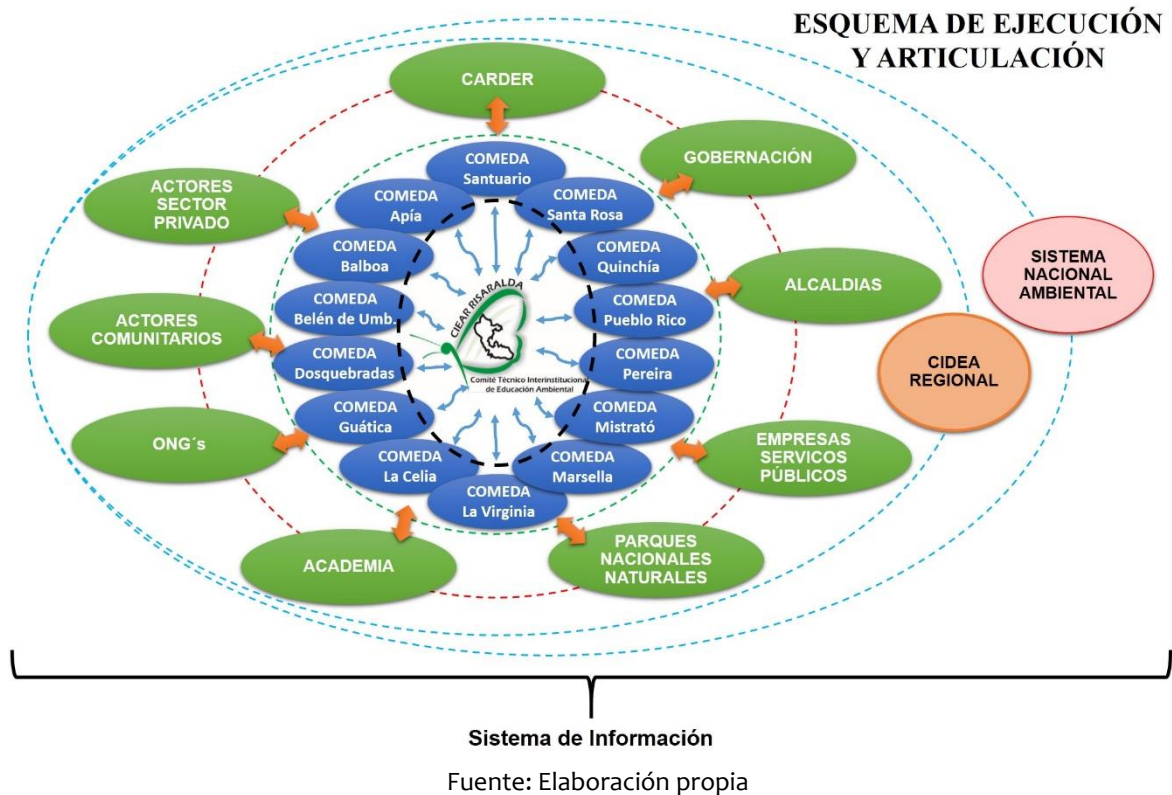 ESQUEMA DE EJECUCIÓN
Y ARTICULACIÓN
CARDER
GOBERNACIÓN
ALCALDIAS
EMPRESAS
SERVICOS
PÚBLICOS
PARQUES
NACIONALES
NATURALES
ACADEMIA
ONG´s
ACTORES
COMUNITARIOS
ACTORES
SECTOR
PRIVADO
COMEDA
Santuario
COMEDA
Santa Rosa
COMEDA
Quinchía
COMEDA
Pueblo Rico
COMEDA
Pereira
COMEDA
Mistrató
COMEDA
Marsella
COMEDA
La Virginia
COMEDA
La Celia
COMEDA
Guática
COMEDA
Dosquebradas
COMEDA
Belén de Umb.
COMEDA
Balboa
COMEDA
Apía
CIEAR RISARALDA
Comité Técnico Interinstitucional
de Educación Ambiental
SISTEMA
NACIONAL
AMBIENTAL
CIDEA
REGIONAL
Sistema de Información
Fuente: Elaboración propia